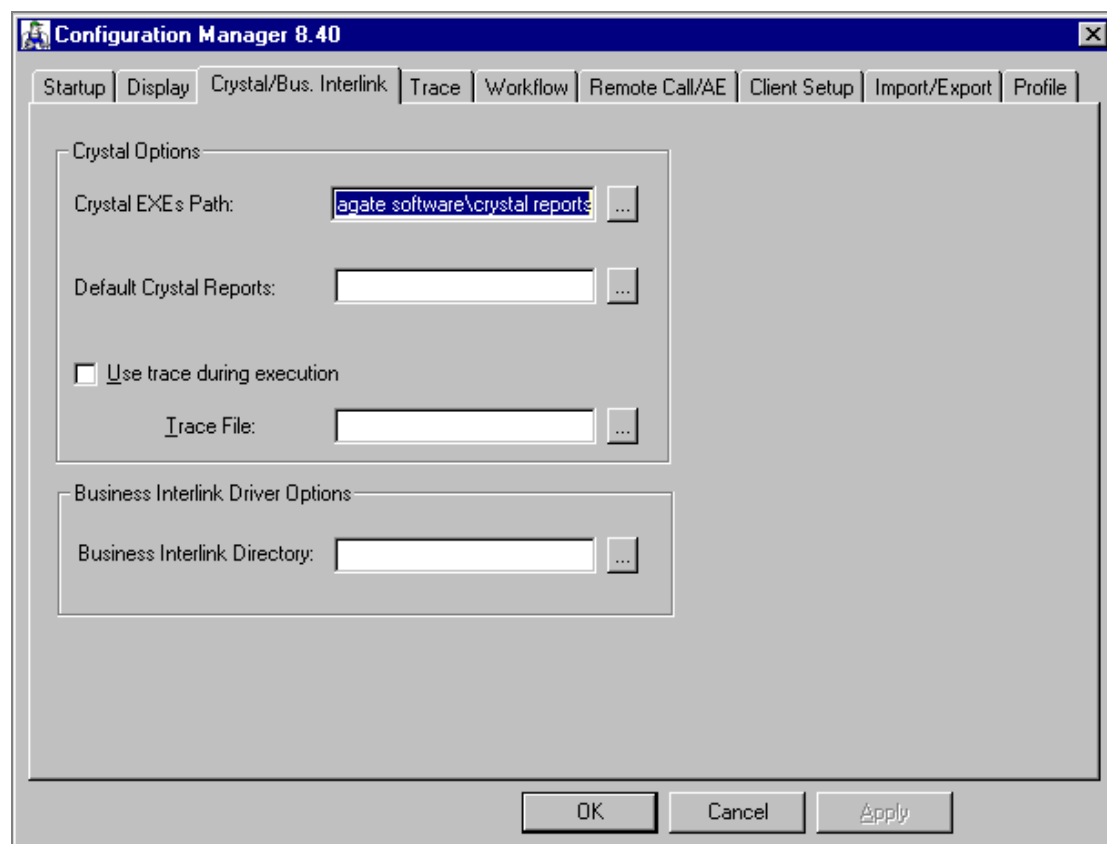 Configuration Manager 8.40
Startup Display Crystal/Bus. Interlink Trace Workflow Remote Call/AE Client Setup Import/Export Profile
Crystal Options
Crystal EXEs Path: agate software\crystal reports ...
Default Crystal Reports: ...
Use trace during execution
Trace File: ...
Business Interlink Driver Options
Business Interlink Directory: ...
OK Cancel Apply